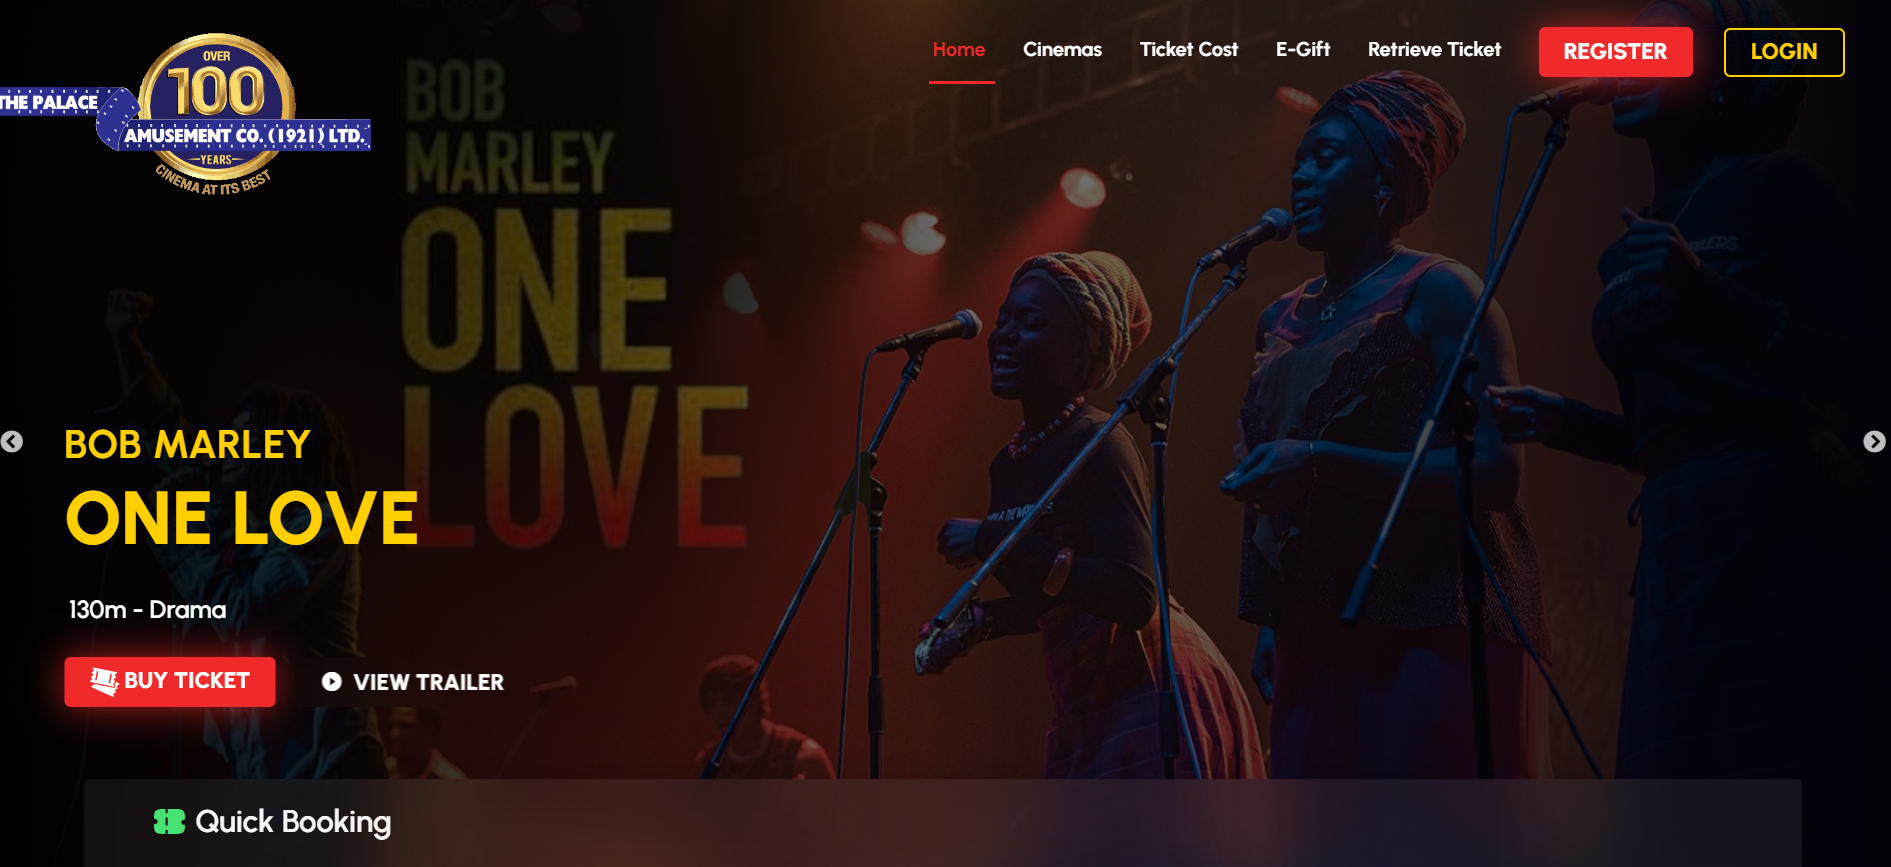 OVER
100
THE PALACE
AMUSEMENT CO. (1921) LTD.
YEARS
CINEMA AT ITS BEST
Home
Cinemas
Ticket Cost
E-Gift
Retrieve Ticket
REGISTER
LOGIN
BOB
MARLEY
ONE
LOVE
BOB MARLEY
ONE LOVE
130m - Drama
BUY TICKET
VIEW TRAILER
Quick Booking